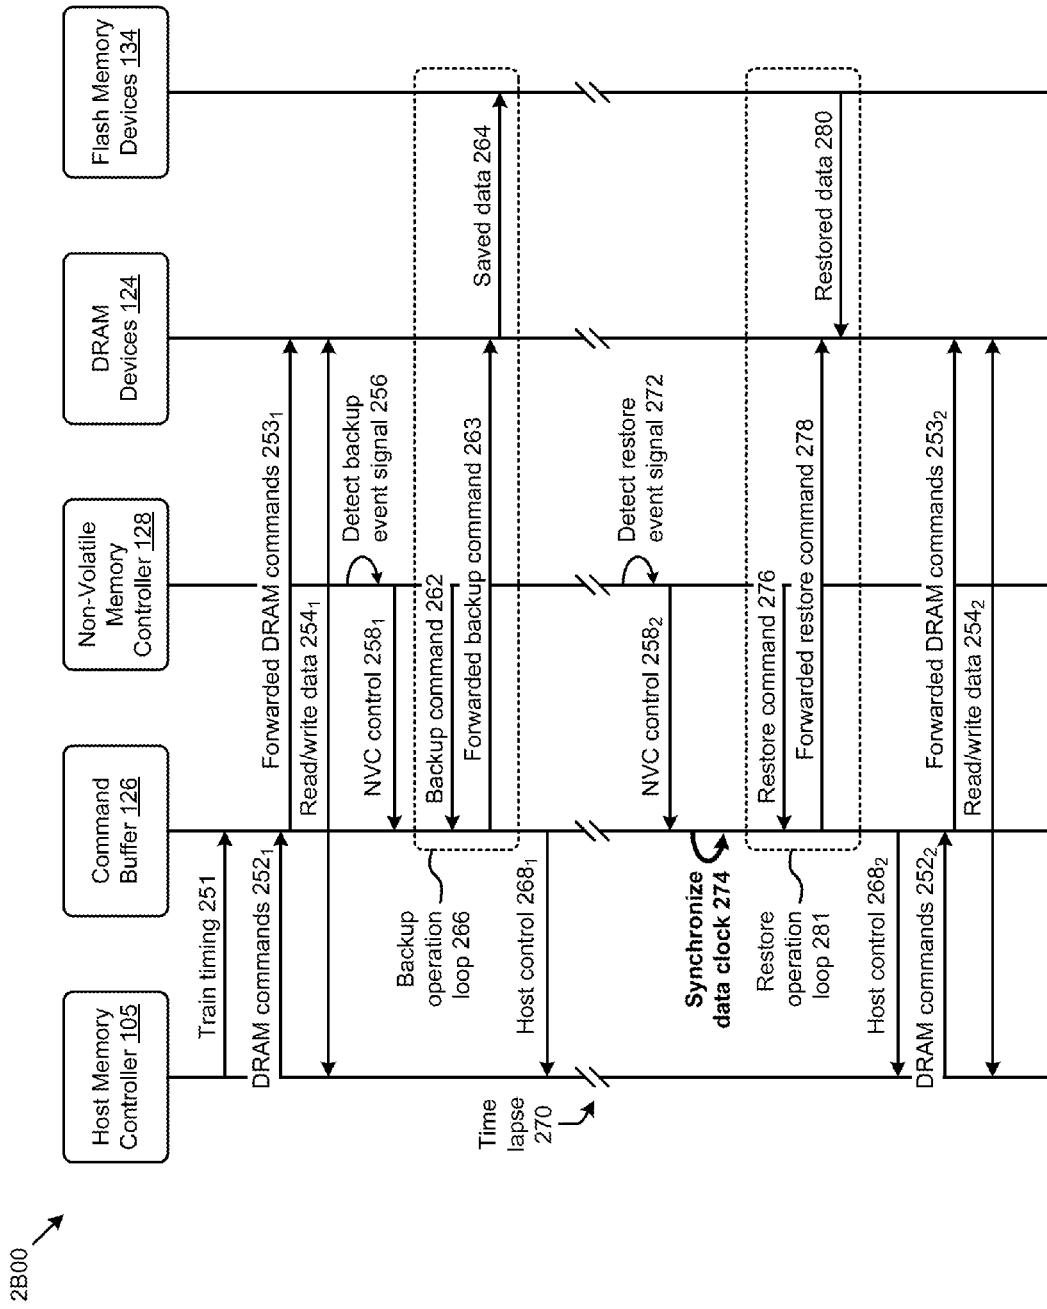 2B00
Host Memory
Controller 105
Command
Buffer 126
Non-Volatile
Memory
Controller 128
DRAM
Devices 124
Flash Memory
Devices 134
Train timing 251
DRAM commands 252₁
Forwarded DRAM commands 253₁
Read/write data 254₁
Detect backup
event signal 256
NVC control 258₁
Backup command 262
Forwarded backup command 263
Saved data 264
Backup
operation
loop 266
Host control 268₁
Time
lapse
270
Detect restore
event signal 272
NVC control 258₂
Synchronize
data clock 274
Restore command 276
Forwarded restore command 278
Restored data 280
Restore
operation
loop 281
Host control 268₂
DRAM commands 252₂
Forwarded DRAM commands 253₂
Read/write data 254₂